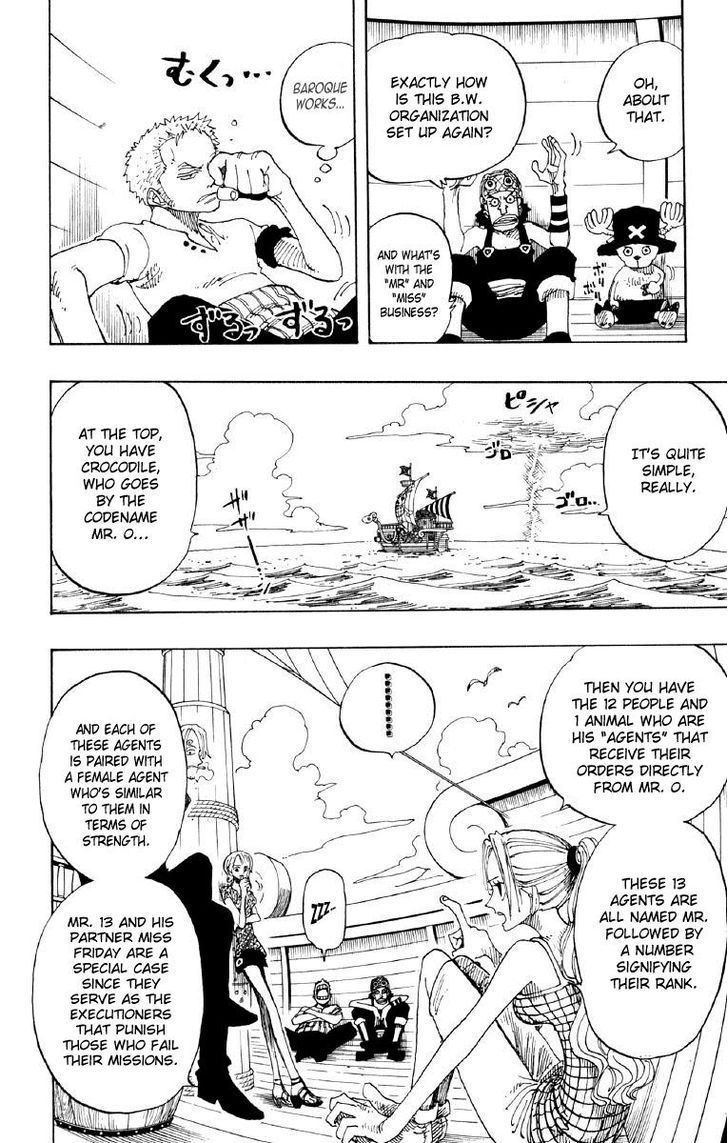 OH,
ABOUT
THAT.
EXACTLY HOW
IS THIS B.W.
ORGANIZATION
SET UP AGAIN?
AND WHAT'S
WITH THE
"MR" AND
"MISS"
BUSINESS?
ボリ
ボリ
BAROQUE
WORKS...
むくっ…
ずるっ
ずるっ
IT'S QUITE
SIMPLE,
REALLY.
ピシャ
ゴロ
ゴロ..
AT THE TOP,
YOU HAVE
CROCODILE,
WHO GOES
BY THE
CODENAME
MR. 0...
ザザ
THEN YOU HAVE
THE 12 PEOPLE AND
1 ANIMAL WHO ARE
HIS "AGENTS" THAT
RECEIVE THEIR
ORDERS DIRECTLY
FROM MR. 0.
THESE 13
AGENTS ARE
ALL NAMED MR.
FOLLOWED BY
A NUMBER
SIGNIFYING
THEIR RANK.
ZZZ..
AND EACH OF
THESE AGENTS
IS PAIRED WITH
A FEMALE AGENT
WHO'S SIMILAR
TO THEM IN
TERMS OF
STRENGTH.
MR. 13 AND HIS
PARTNER MISS
FRIDAY ARE A
SPECIAL CASE
SINCE THEY
SERVE AS THE
EXECUTIONERS
THAT PUNISH
THOSE WHO FAIL
THEIR MISSIONS.